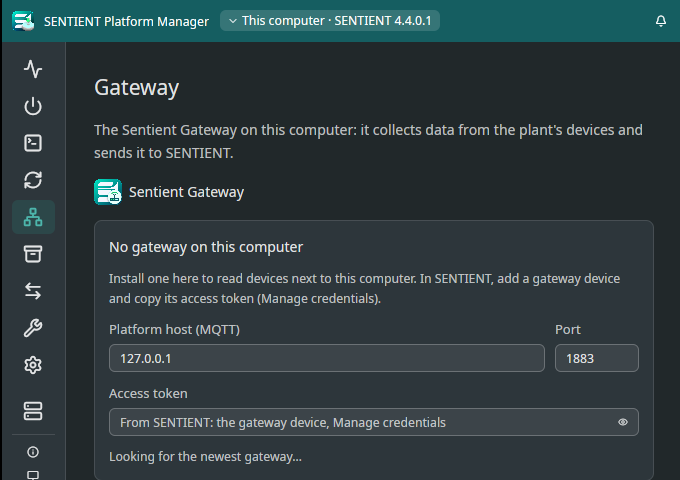 SENTIENT Platform Manager
This computer · SENTIENT 4.4.0.1
Gateway
The Sentient Gateway on this computer: it collects data from the plant's devices and
sends it to SENTIENT.
Sentient Gateway
No gateway on this computer
Install one here to read devices next to this computer. In SENTIENT, add a gateway device
and copy its access token (Manage credentials).
Platform host (MQTT)
Port
127.0.0.1
1883
Access token
From SENTIENT: the gateway device, Manage credentials
Looking for the newest gateway...